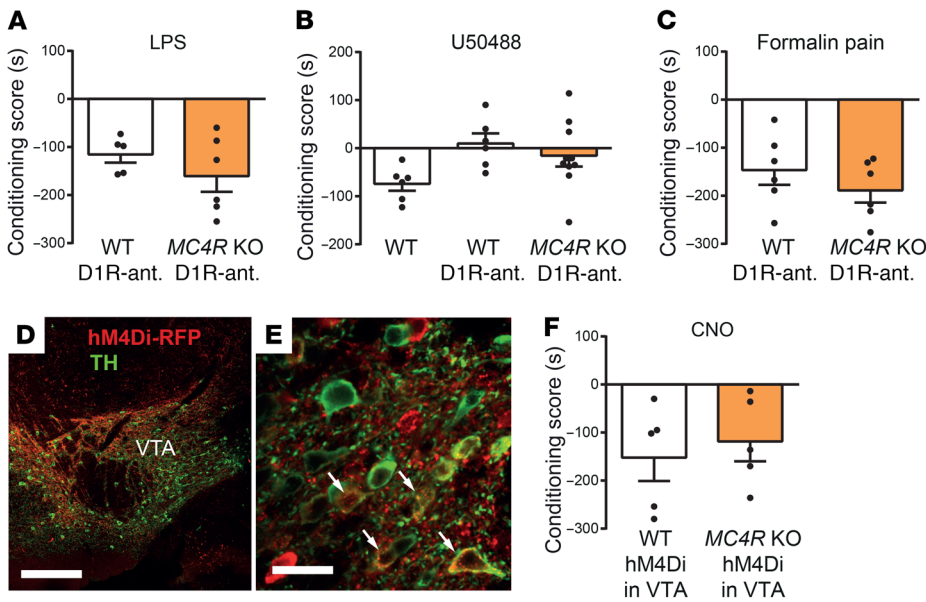 A
LPS
Conditioning score (s)
100
0
−100
−200
−300
WT
D1R-ant.
MC4R KO
D1R-ant.
B
U50488
Conditioning score (s)
200
100
0
−100
−200
WT
WT
D1R-ant.
MC4R KO
D1R-ant.
C
Formalin pain
Conditioning score (s)
100
0
−100
−200
−300
WT
D1R-ant.
MC4R KO
D1R-ant.
D
hM4Di-RFP
TH
VTA
E
F
CNO
Conditioning score (s)
100
0
−100
−200
−300
WT
hM4Di
in VTA
MC4R KO
hM4Di
in VTA